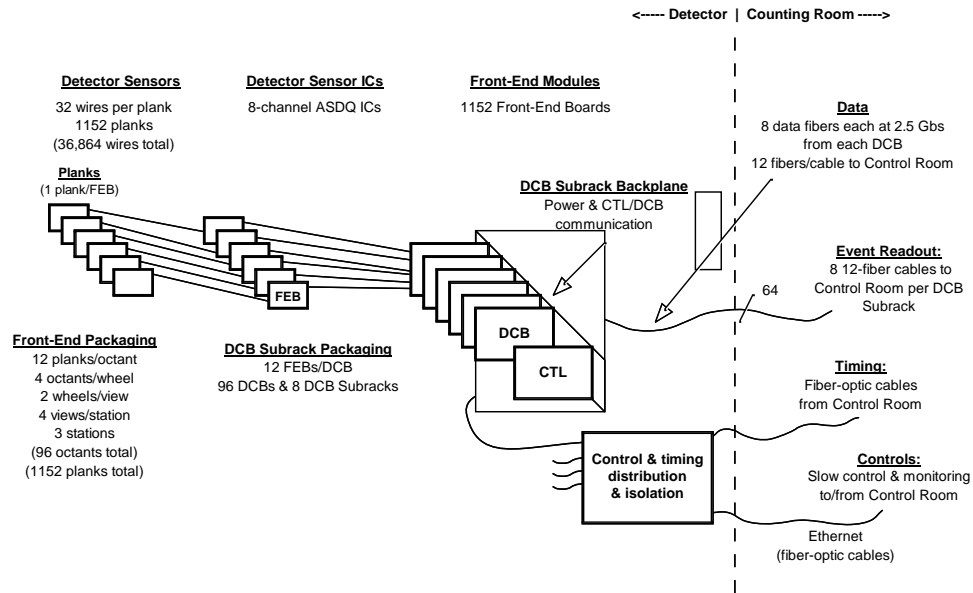 <----- Detector | Counting Room ----->
Detector Sensors
32 wires per plank
1152 planks
(36,864 wires total)
Detector Sensor ICs
8-channel ASDQ ICs
Front-End Modules
1152 Front-End Boards
Data
8 data fibers each at 2.5 Gbs
from each DCB
12 fibers/cable to Control Room
Planks
(1 plank/FEB)
DCB Subrack Backplane
Power & CTL/DCB
communication
FEB
DCB
CTL
64
Event Readout:
8 12-fiber cables to
Control Room per DCB
Subrack
Front-End Packaging
12 planks/octant
4 octants/wheel
2 wheels/view
4 views/station
3 stations
(96 octants total)
(1152 planks total)
DCB Subrack Packaging
12 FEBs/DCB
96 DCBs & 8 DCB Subracks
Timing:
Fiber-optic cables
from Control Room
Control & timing
distribution
& isolation
Controls:
Slow control & monitoring
to/from Control Room
Ethernet
(fiber-optic cables)